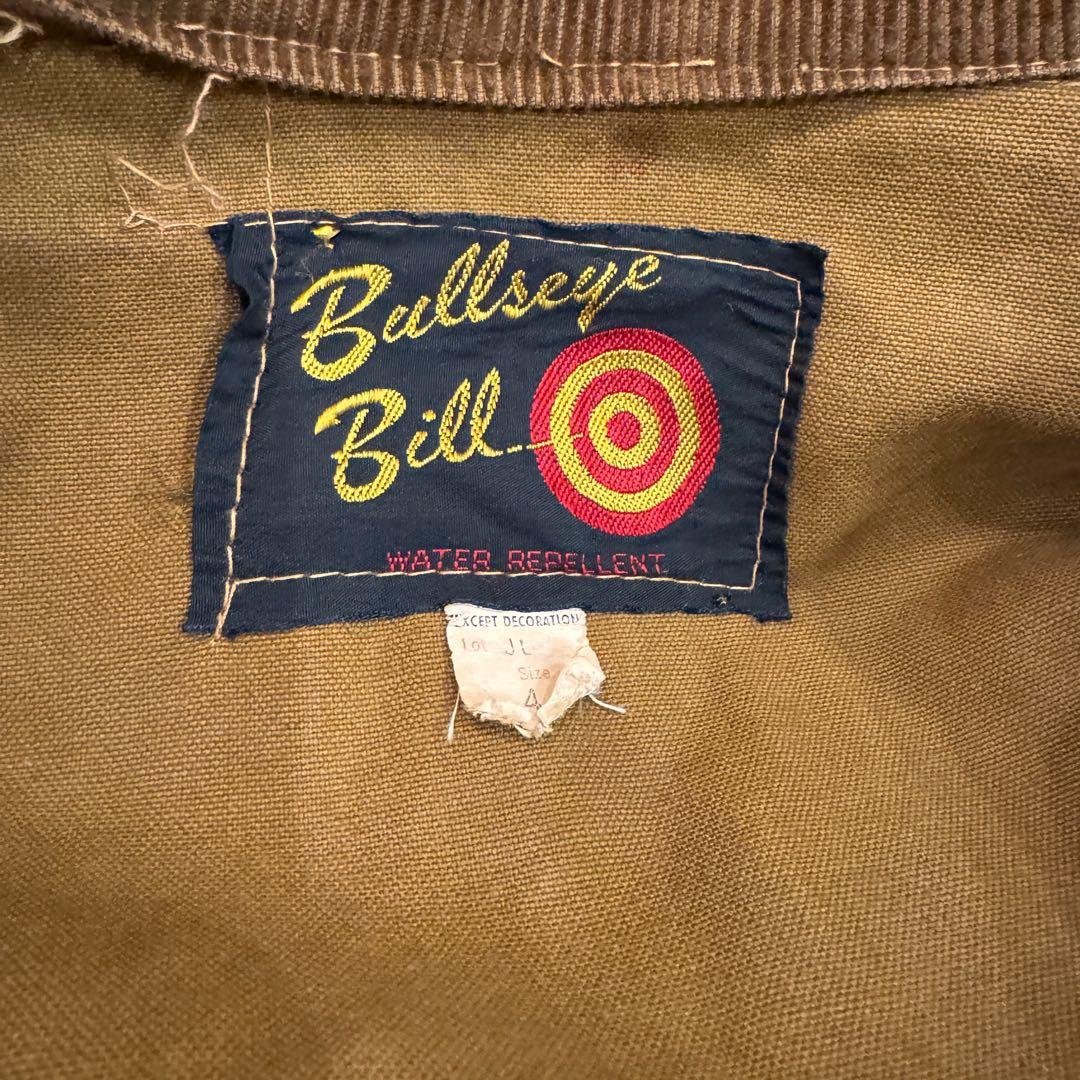 Bullseye
Bill
WATER REPELLENT
EXCEPT DECORATION
Lot JL
Size
4